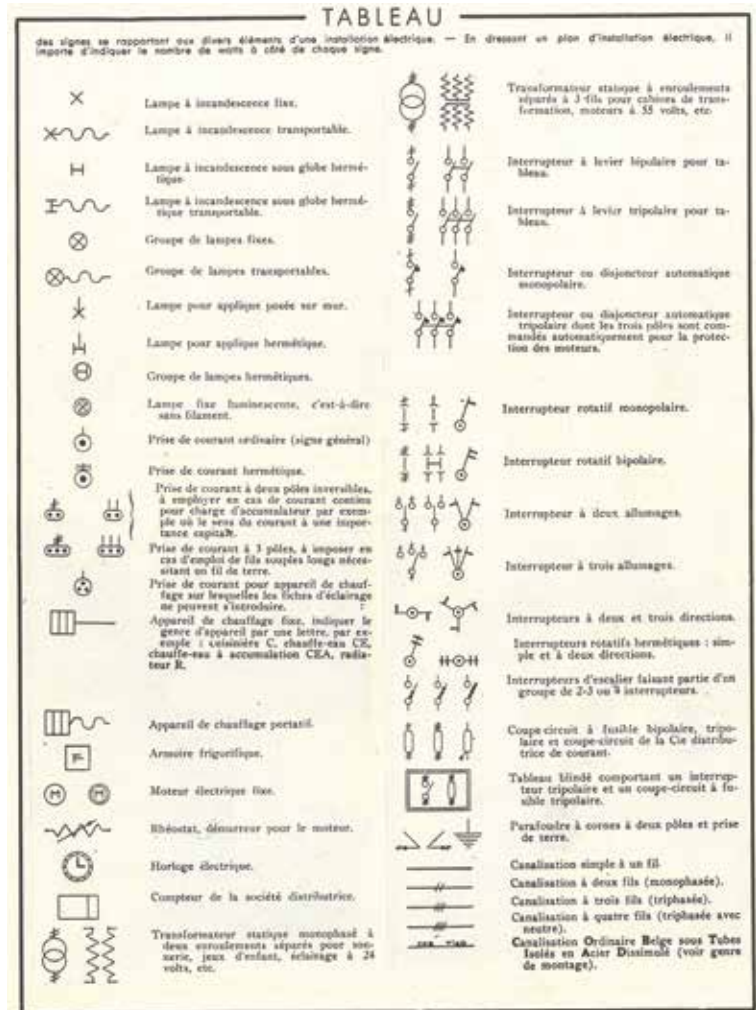 TABLEAU
des signes se rapportant aux divers éléments d'une installation électrique. — En dressant un plan d'installation électrique, il
importe d'indiquer le nombre de watts à côté de chaque signe.
Lampe à incandescence fixe.
Lampe à incandescence transportable.
Lampe à incandescence sous globe hermé-
tique.
Lampe à incandescence sous globe hermé-
tique transportable.
Groupe de lampes fixes.
Groupe de lampes transportables.
Lampe pour applique posée sur mur.
Lampe pour applique hermétique.
Groupe de lampes hermétiques.
Lampe fixe luminescente, c'est-à-dire
sans filament.
Prise de courant ordinaire (signe général)
Prise de courant hermétique.
Prise de courant à deux pôles inversibles,
à employer en cas de courant continu
pour charge d'accumulateur par exem-
ple où le sens du courant à une impor-
tance capitale.
Prise de courant à 3 pôles, à imposer en
cas d'emploi de fils souples longs néces-
sitant un fil de terre.
Prise de courant pour appareil de chauf-
fage sur lesquelles les fiches d'éclairage
ne peuvent s'introduire.
Appareil de chauffage fixe, indiquer le
genre d'appareil par une lettre, par ex-
emple : cuisinière C, chauffe-eau CE,
chauffe-eau à accumulation CEA, radia-
teur R.
Appareil de chauffage portatif.
F
Armoire frigorifique.
M M
Moteur électrique fixe.
Rhéostat, démarreur pour le moteur.
Horloge électrique.
Compteur de la société distributrice.
Transformateur statique monophasé à
deux enroulements séparés pour son-
nerie, jeux d'enfant, éclairage à 24
volts, etc.
Transformateur statique à enroulements
séparés à 3 fils pour cabines de trans-
formation, moteurs à 55 volts, etc.
Interrupteur à levier bipolaire pour ta-
bleau.
Interrupteur à levier tripolaire pour ta-
bleau.
Interrupteur ou disjoncteur automatique
monopolaire.
Interrupteur ou disjoncteur automatique
tripolaire dont les trois pôles sont com-
mandés automatiquement pour la protec-
tion des moteurs.
Interrupteur rotatif monopolaire.
Interrupteur rotatif bipolaire.
Interrupteur à deux allumages.
Interrupteur à trois allumages.
Interrupteurs à deux et trois directions.
Interrupteurs rotatifs hermétiques : sim-
ple et à deux directions.
Interrupteurs d'escalier faisant partie d'un
groupe de 2-3 ou 4 interrupteurs.
Coupe-circuit à fusible bipolaire, tripo-
laire et coupe-circuit de la Cie distribu-
trice de courant.
Tableau blindé comportant un interrup-
teur tripolaire et un coupe-circuit à fu-
sible tripolaire.
Parafoudre à cornes à deux pôles et prise
de terre.
Canalisation simple à un fil
Canalisation à deux fils (monophasée).
Canalisation à trois fils (triphasée).
Canalisation à quatre fils (triphasée avec
neutre).
Canalisation Ordinaire Belge sous Tubes
Isolés en Acier Dissimulé (voir genre
de montage).